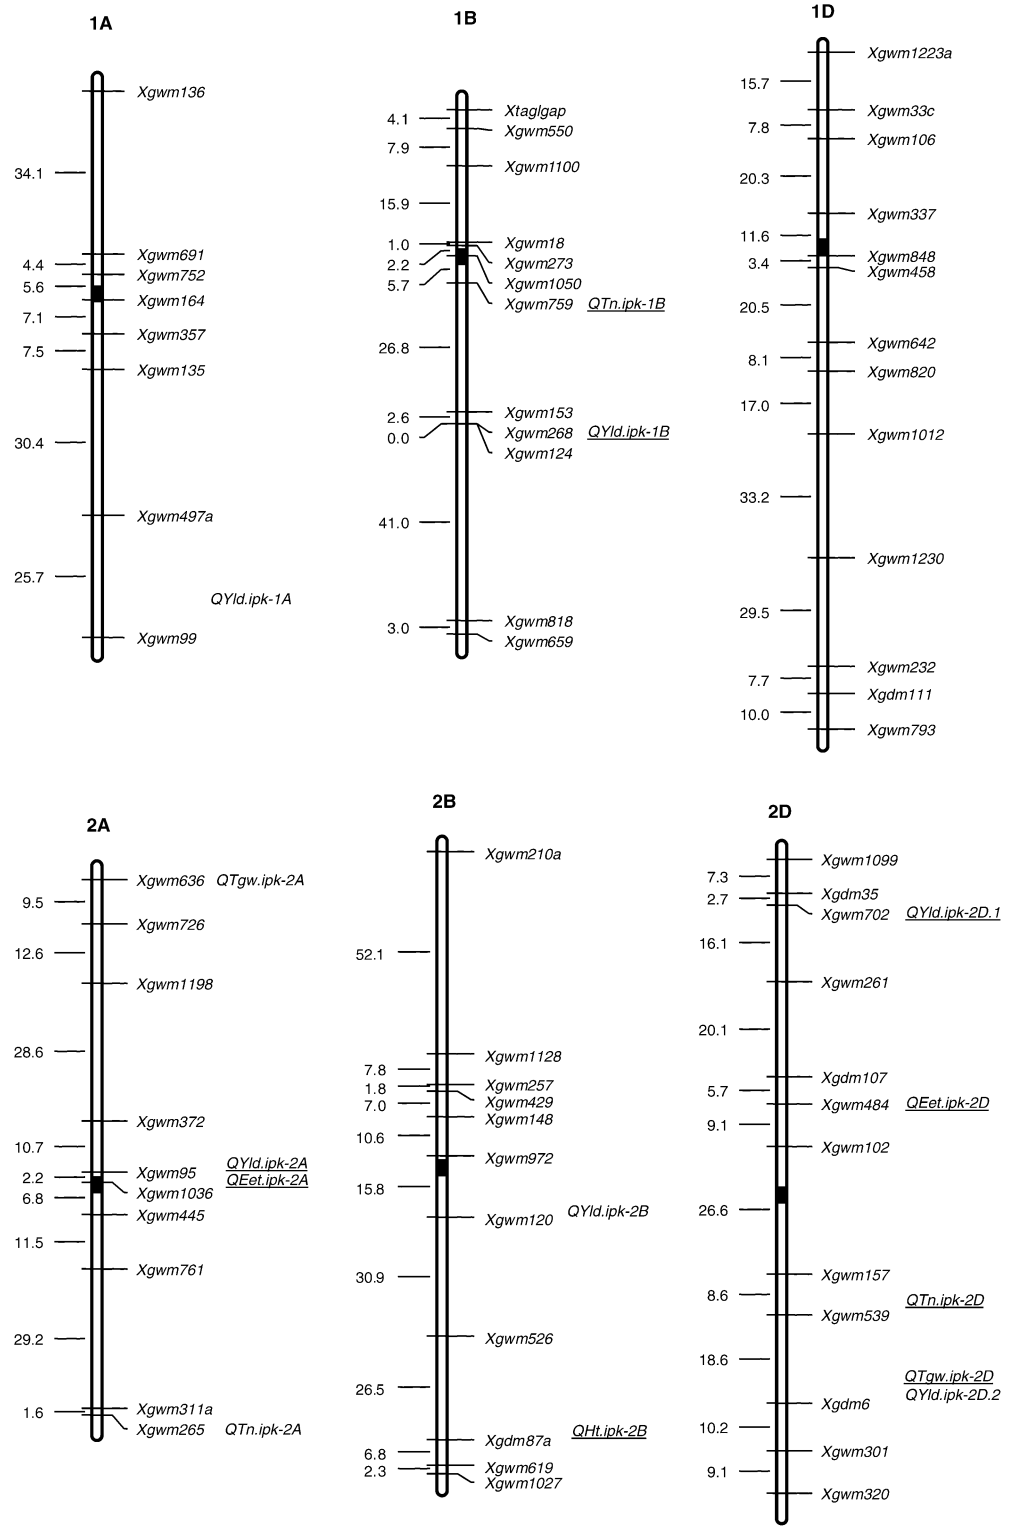 1A
Xgwm136
34.1
Xgwm691
4.4
Xgwm752
5.6
Xgwm164
7.1
Xgwm357
7.5
Xgwm135
30.4
Xgwm497a
25.7
QYld.ipk-1A
Xgwm99
1B
Xtaglgap
4.1
Xgwm550
7.9
Xgwm1100
15.9
Xgwm18
1.0
Xgwm273
2.2
Xgwm1050
5.7
Xgwm759 QTn.ipk-1B
26.8
Xgwm153
2.6
Xgwm268 QYld.ipk-1B
0.0
Xgwm124
41.0
Xgwm818
3.0
Xgwm659
1D
Xgwm1223a
15.7
Xgwm33c
7.8
Xgwm106
20.3
Xgwm337
11.6
Xgwm848
3.4
Xgwm458
20.5
Xgwm642
8.1
Xgwm820
17.0
Xgwm1012
33.2
Xgwm1230
29.5
Xgwm232
7.7
Xgdm111
10.0
Xgwm793
2A
Xgwm636 QTgw.ipk-2A
9.5
Xgwm726
12.6
Xgwm1198
28.6
Xgwm372
10.7
QYld.ipk-2A
Xgwm95
2.2
QEet.ipk-2A
Xgwm1036
6.8
Xgwm445
11.5
Xgwm761
29.2
Xgwm311a
1.6
Xgwm265 QTn.ipk-2A
2B
Xgwm210a
52.1
Xgwm1128
7.8
Xgwm257
1.8
Xgwm429
7.0
Xgwm148
10.6
Xgwm972
15.8
QYld.ipk-2B
Xgwm120
30.9
Xgwm526
26.5
QHt.ipk-2B
Xgdm87a
6.8
Xgwm619
2.3
Xgwm1027
2D
Xgwm1099
7.3
Xgdm35
2.7
Xgwm702 QYld.ipk-2D.1
16.1
Xgwm261
20.1
Xgdm107
5.7
Xgwm484 QEet.ipk-2D
9.1
Xgwm102
26.6
Xgwm157
8.6
QTn.ipk-2D
Xgwm539
18.6
QTgw.ipk-2D
QYld.ipk-2D.2
Xgdm6
10.2
Xgwm301
9.1
Xgwm320